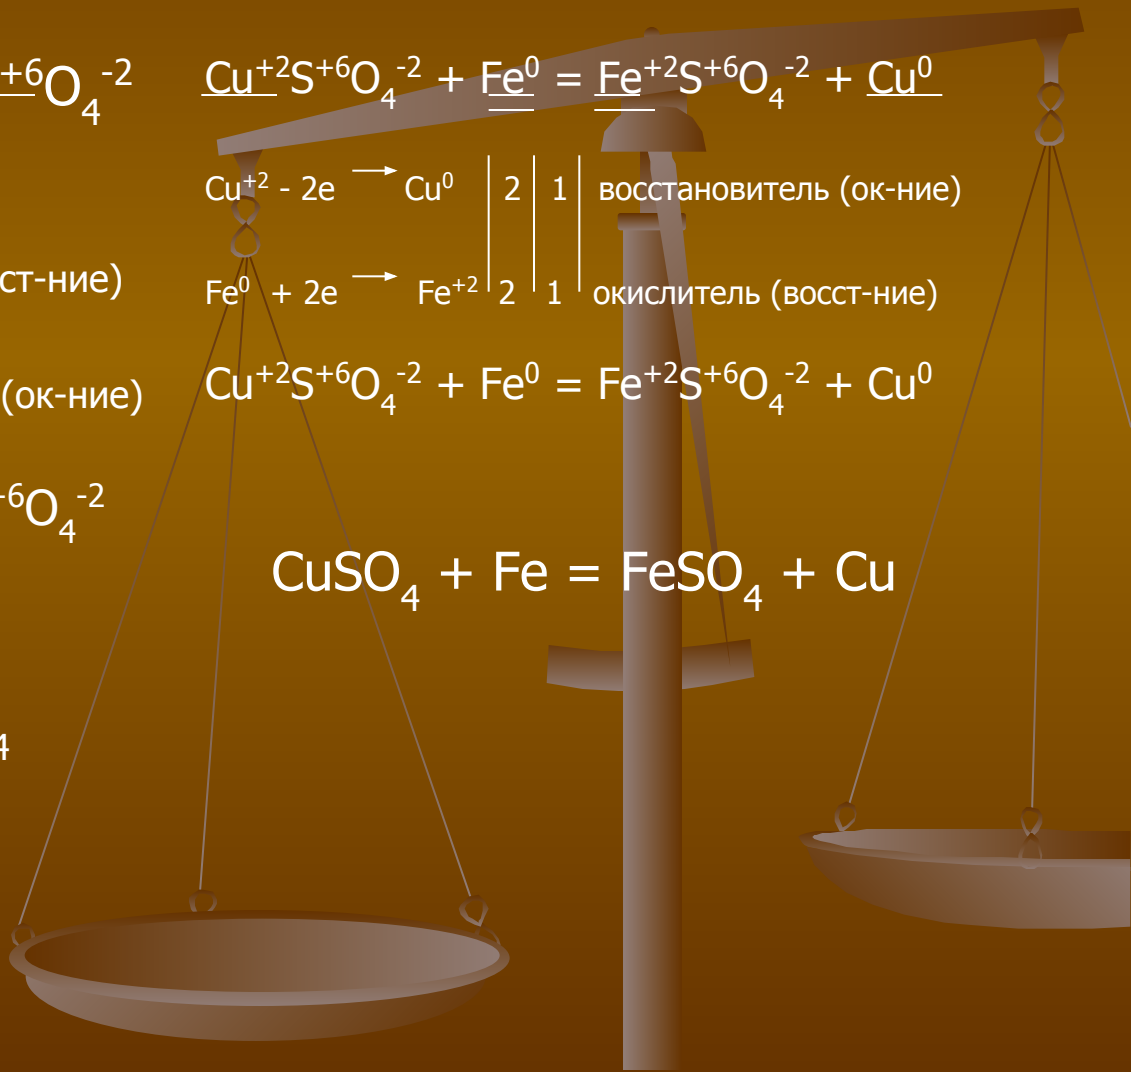 ⁺⁶O₄⁻²
ст-ние)
(ок-ние)
⁺⁶O₄⁻²
4
Cu⁺²S⁺⁶O₄⁻² + Fe⁰ = Fe⁺²S⁺⁶O₄⁻² + Cu⁰
Cu⁺² - 2e → Cu⁰ | 2 | 1 | восстановитель (ок-ние)
Fe⁰ + 2e → Fe⁺² | 2 | 1 | окислитель (восст-ние)
Cu⁺²S⁺⁶O₄⁻² + Fe⁰ = Fe⁺²S⁺⁶O₄⁻² + Cu⁰
CuSO₄ + Fe = FeSO₄ + Cu